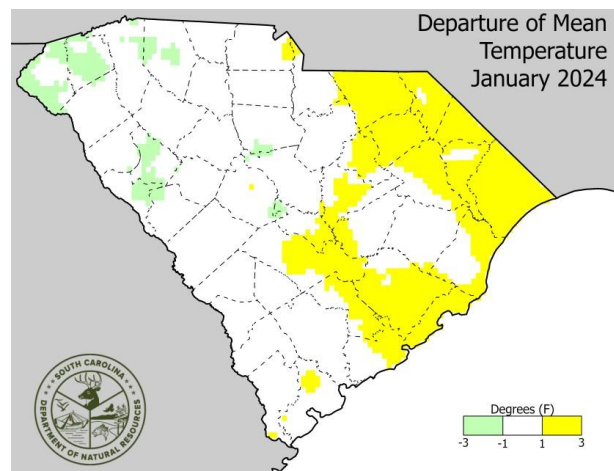 Departure of Mean
Temperature
January 2024
SOUTH CAROLINA
DEPARTMENT OF NATURAL RESOURCES
Degrees (F)
-3 -1 1 3